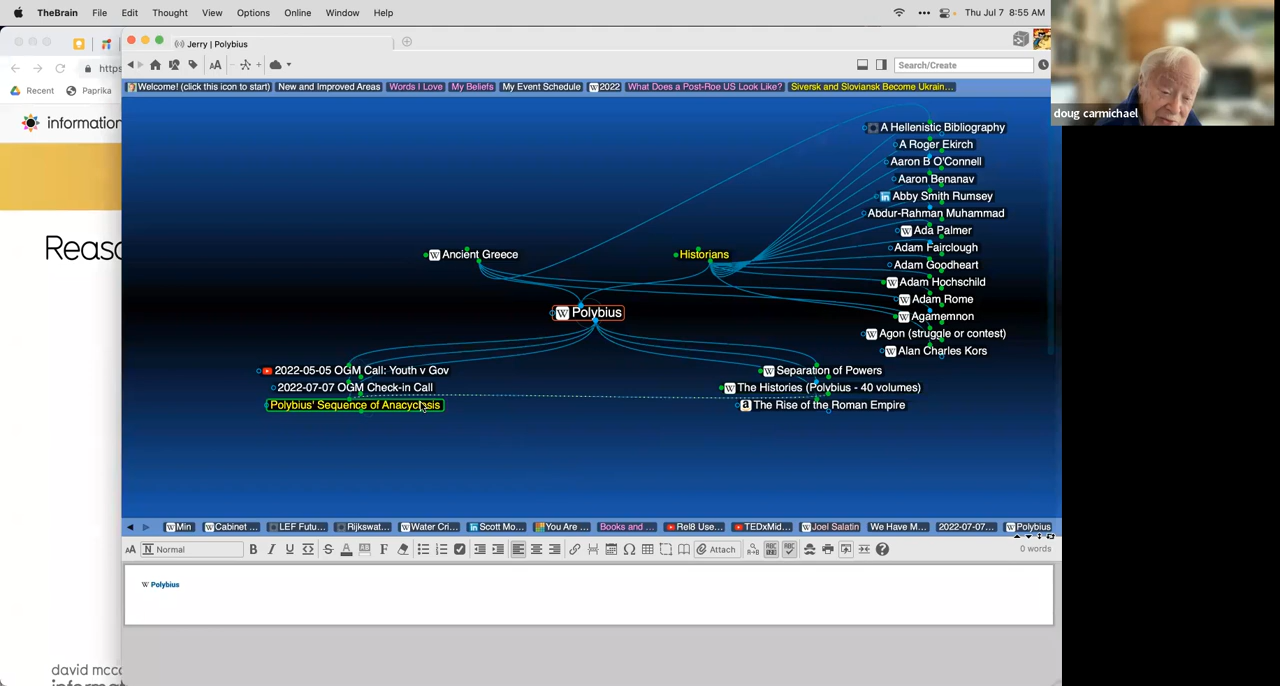 TheBrain File Edit Thought View Options Online Window Help
Thu Jul 7 8:55 AM
Jerry | Polybius
https
Search/Create
Recent
Paprika
Welcome! (click this icon to start)
New and Improved Areas
Words I Love
My Beliefs
My Event Schedule
2022
What Does a Post-Roe US Look Like?
Siversk and Sloviansk Become Ukrain...
doug carmichael
information
Reaso
A Hellenistic Bibliography
A Roger Ekirch
Aaron B O'Connell
Aaron Benanav
Abby Smith Rumsey
Abdur-Rahman Muhammad
Ada Palmer
Adam Fairclough
Adam Goodheart
Adam Hochschild
Adam Rome
Agamemnon
Agon (struggle or contest)
Alan Charles Kors
Ancient Greece
Historians
Polybius
2022-05-05 OGM Call: Youth v Gov
2022-07-07 OGM Check-in Call
Polybius' Sequence of Anacyclosis
Separation of Powers
The Histories (Polybius - 40 volumes)
The Rise of the Roman Empire
Min
Cabinet ...
LEF Futu...
Rijkswat...
Water Cri...
Scott Mo...
You Are ...
Books and ...
Rel8 Use...
TEDxMid...
Joel Salatin
We Have M...
2022-07-07...
Polybius
Normal
Attach
0 words
Polybius
david mcc
inform